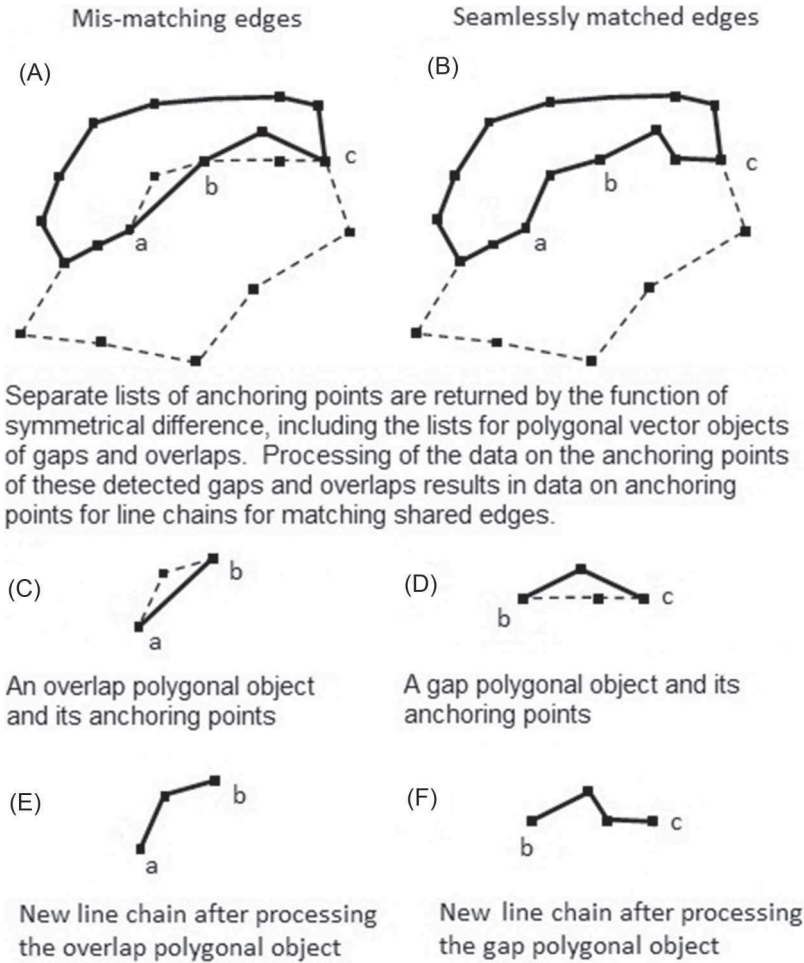 Mis-matching edges
Seamlessly matched edges
(A)
(B)
c
b
a
c
b
a
Separate lists of anchoring points are returned by the function of
symmetrical difference, including the lists for polygonal vector objects
of gaps and overlaps. Processing of the data on the anchoring points
of these detected gaps and overlaps results in data on anchoring
points for line chains for matching shared edges.
(C)
b
a
(D)
b
c
An overlap polygonal object
and its anchoring points
A gap polygonal object and its
anchoring points
(E)
b
a
(F)
b
c
New line chain after processing
the overlap polygonal object
New line chain after processing
the gap polygonal object